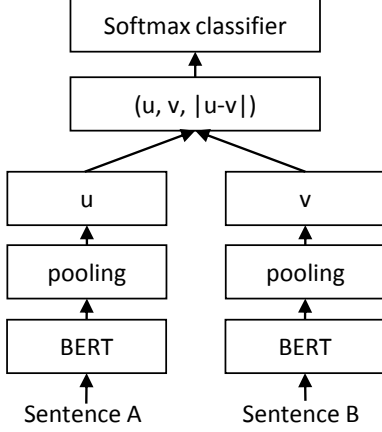 Softmax classifier
(u, v, |u-v|)
u
v
pooling
pooling
BERT
BERT
Sentence A
Sentence B